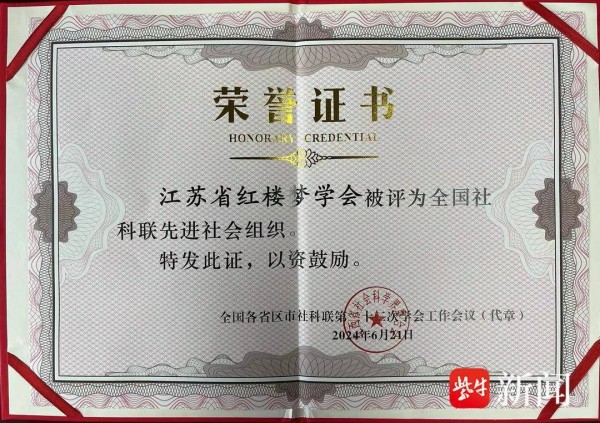 荣誉证书
HONORARY CREDENTIAL
江苏省红楼梦学会被评为全国社
科联先进社会组织。
特发此证，以资鼓励。
全国各省区市社科联第二十六次学会工作会议（代章）
2024年6月21日
紫牛新闻